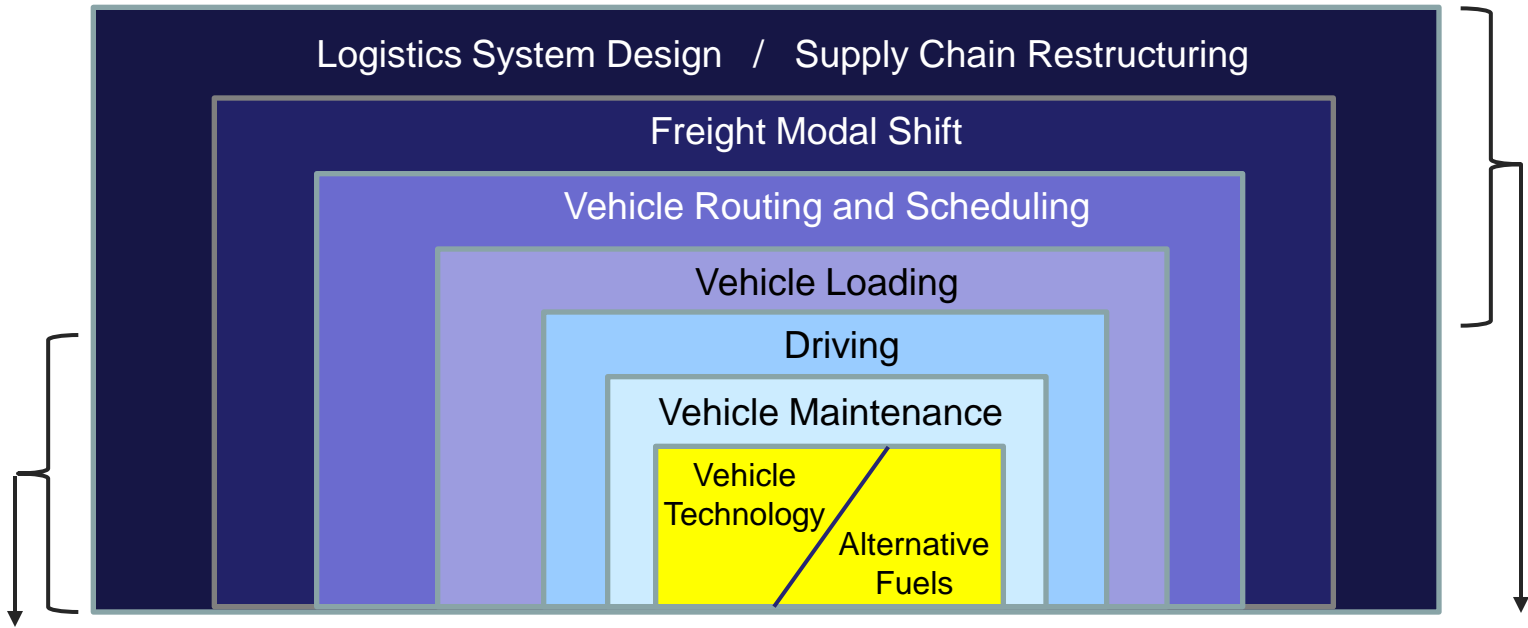 Logistics System Design / Supply Chain Restructuring
Freight Modal Shift
Vehicle Routing and Scheduling
Vehicle Loading
Driving
Vehicle Maintenance
Vehicle
Technology
Alternative
Fuels